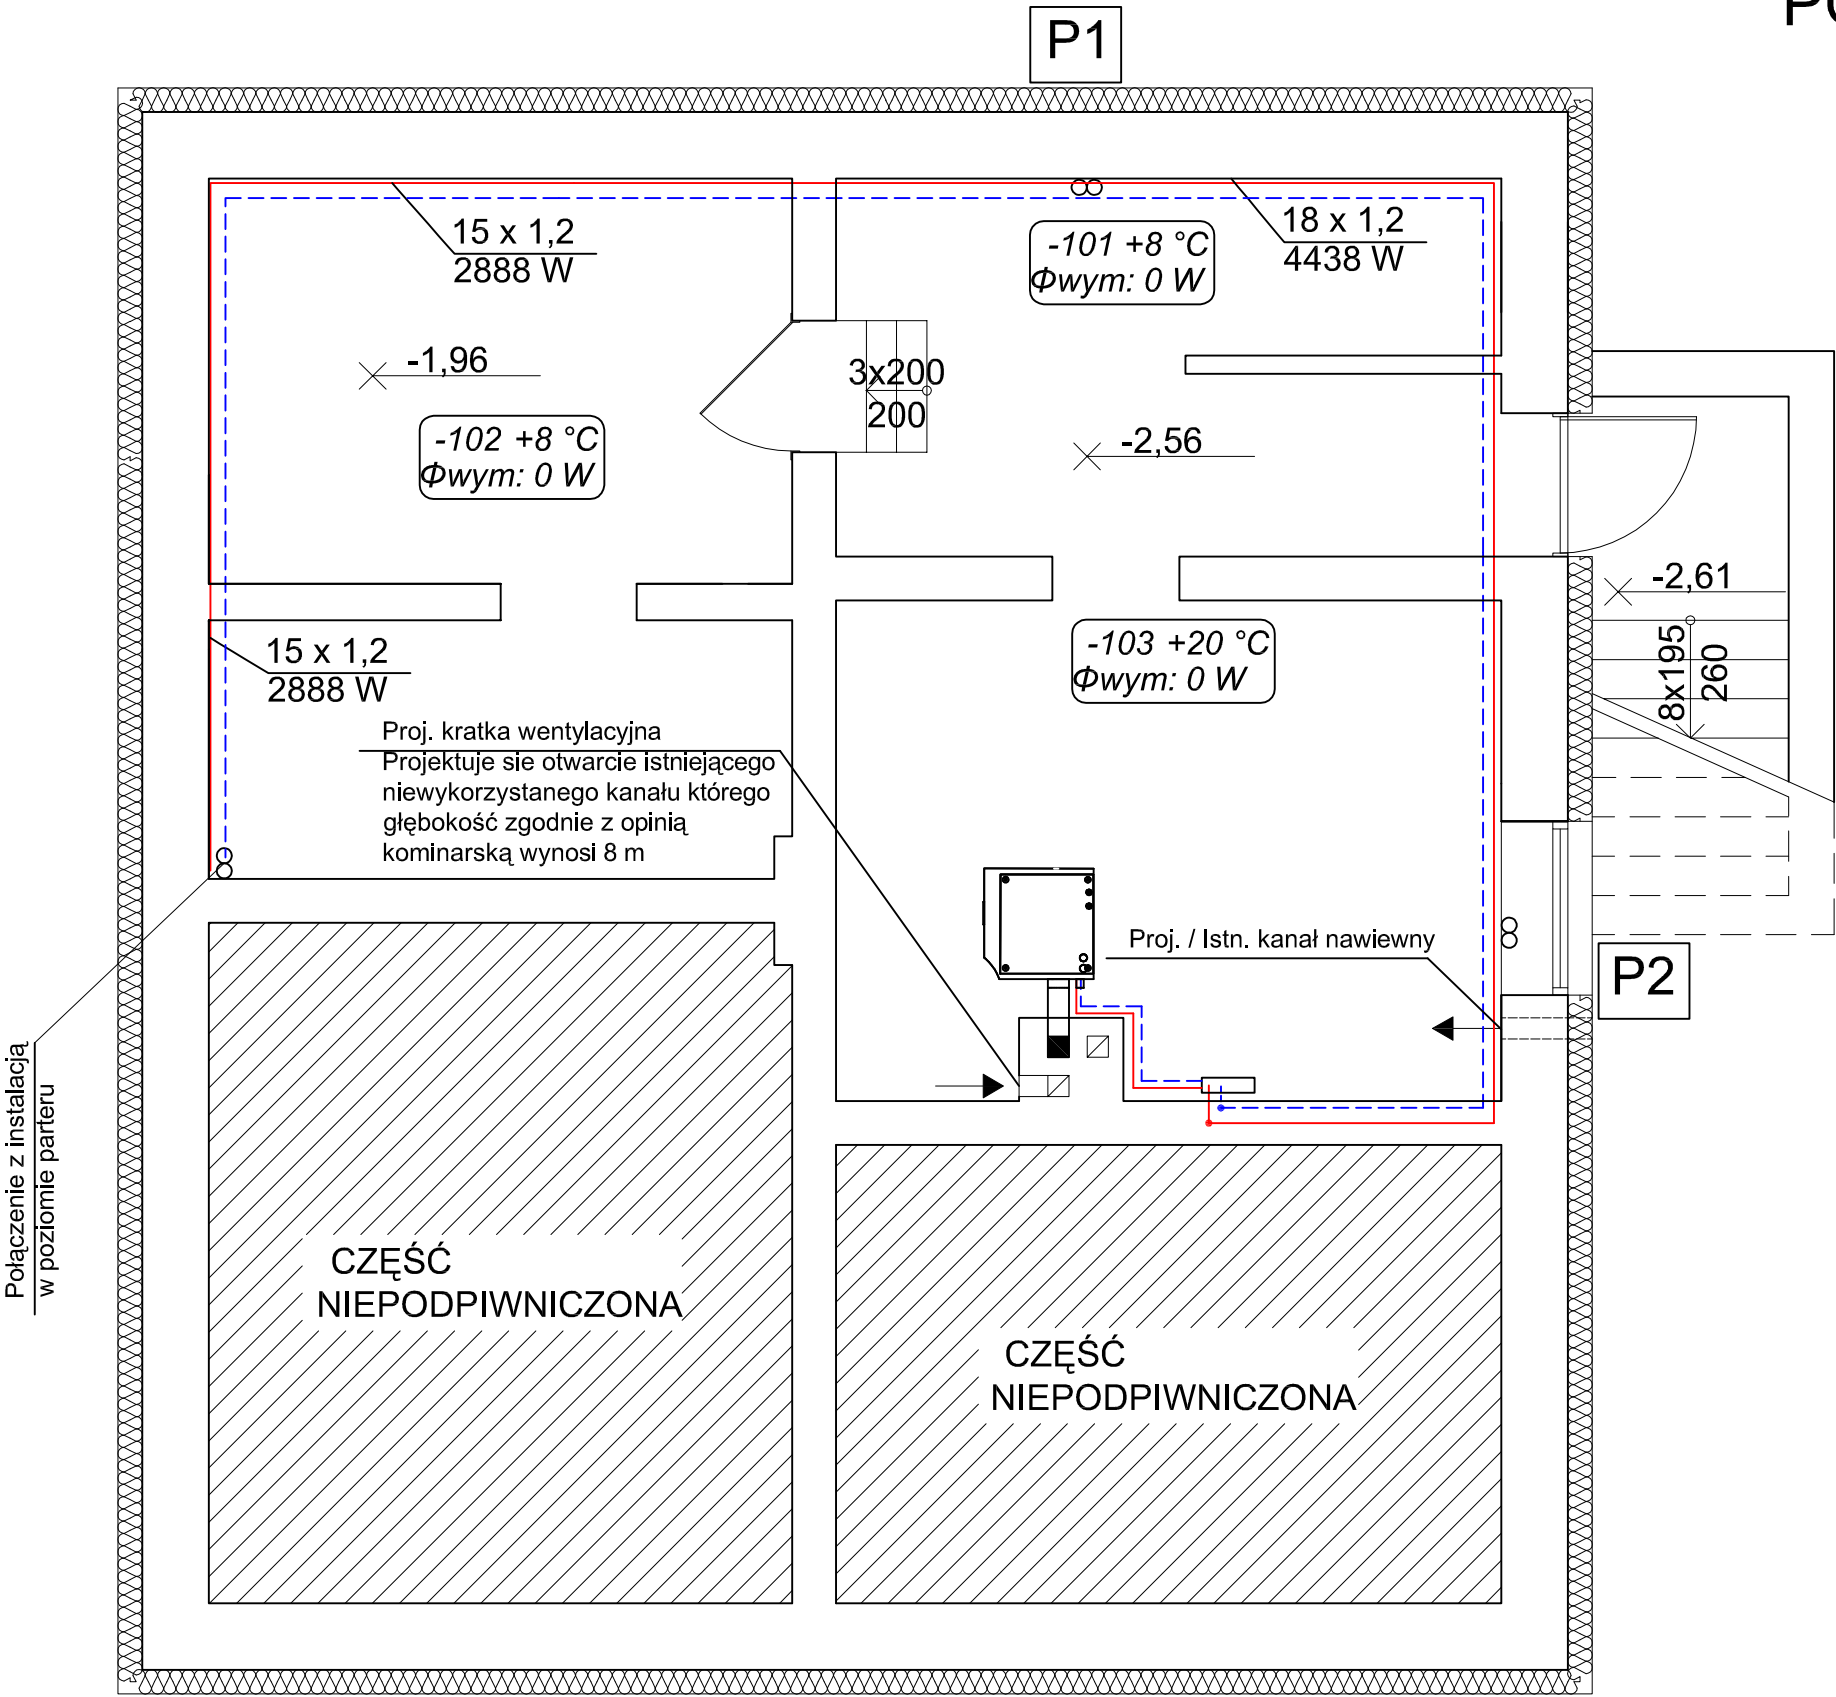 P1
15 x 1,2
2888 W
-101 +8 °C
Φwym: 0 W
18 x 1,2
4438 W
-1,96
3x200
200
-102 +8 °C
Φwym: 0 W
-2,56
-2,61
8x195
260
-103 +20 °C
Φwym: 0 W
15 x 1,2
2888 W
Proj. kratka wentylacyjna
Projektuje sie otwarcie istniejącego
niewykorzystanego kanału którego
głębokość zgodnie z opinią
kominarską wynosi 8 m
Proj. / Istn. kanał nawiewny
P2
Połączenie z instalacją
w poziomie parteru
CZĘŚĆ
NIEPODPIWNICZONA
CZĘŚĆ
NIEPODPIWNICZONA